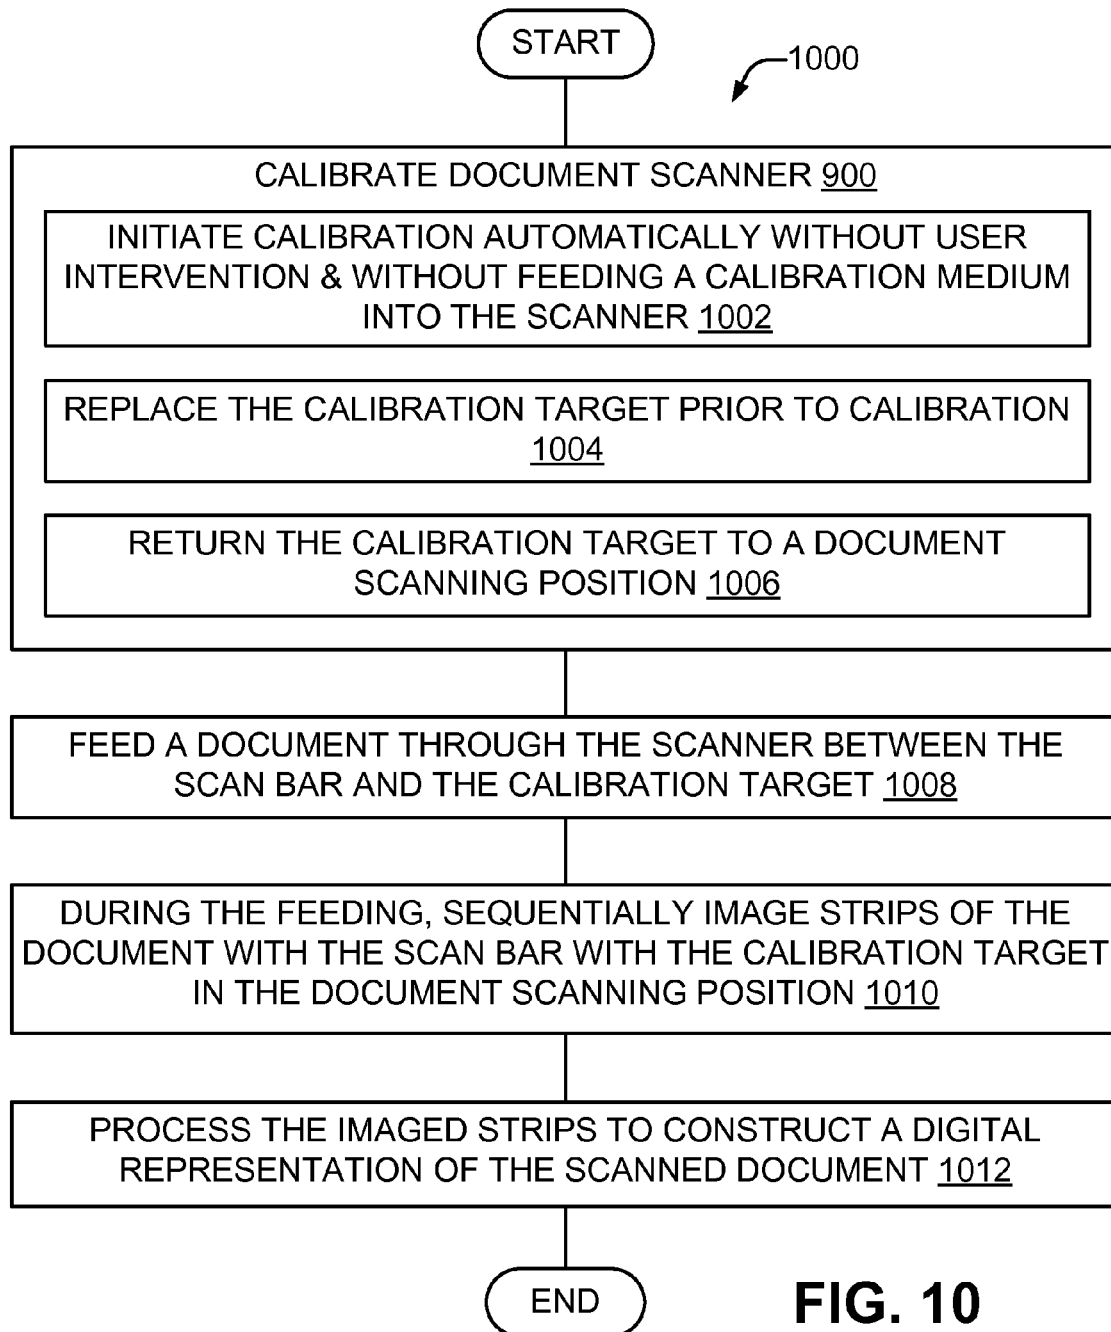 START
1000
CALIBRATE DOCUMENT SCANNER 900
INITIATE CALIBRATION AUTOMATICALLY WITHOUT USER
INTERVENTION & WITHOUT FEEDING A CALIBRATION MEDIUM
INTO THE SCANNER 1002
REPLACE THE CALIBRATION TARGET PRIOR TO CALIBRATION
1004
RETURN THE CALIBRATION TARGET TO A DOCUMENT
SCANNING POSITION 1006
FEED A DOCUMENT THROUGH THE SCANNER BETWEEN THE
SCAN BAR AND THE CALIBRATION TARGET 1008
DURING THE FEEDING, SEQUENTIALLY IMAGE STRIPS OF THE
DOCUMENT WITH THE SCAN BAR WITH THE CALIBRATION TARGET
IN THE DOCUMENT SCANNING POSITION 1010
PROCESS THE IMAGED STRIPS TO CONSTRUCT A DIGITAL
REPRESENTATION OF THE SCANNED DOCUMENT 1012
END
FIG. 10